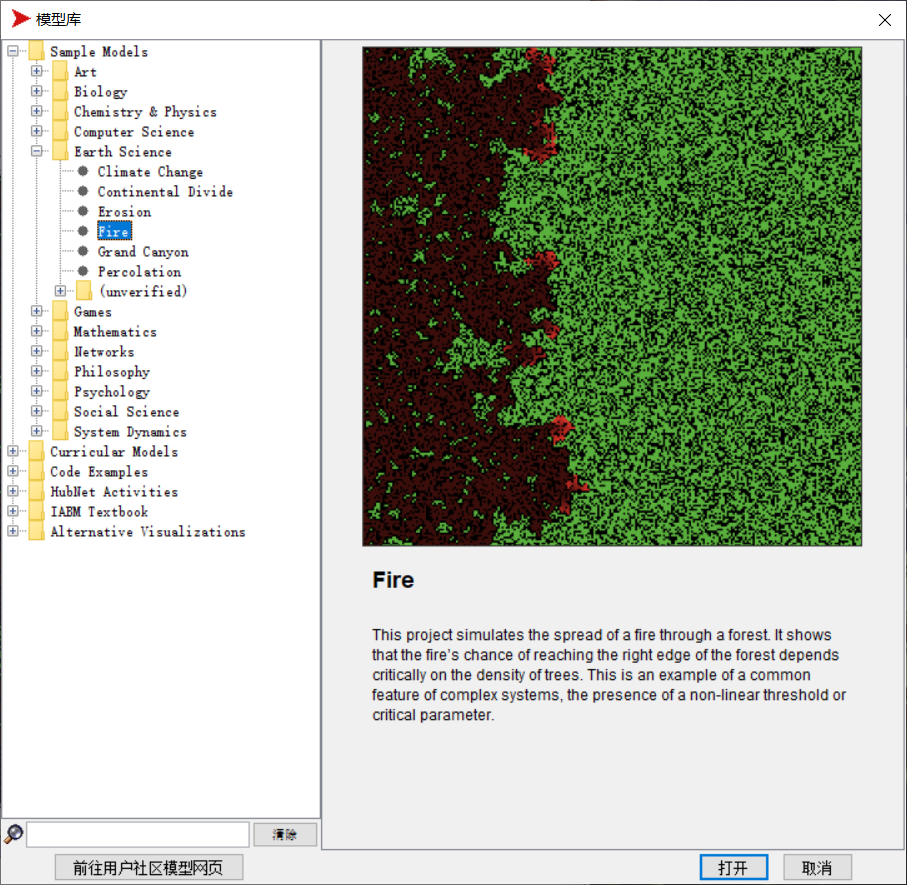 模型库
Sample Models
Art
Biology
Chemistry & Physics
Computer Science
Earth Science
Climate Change
Continental Divide
Erosion
Fire
Grand Canyon
Percolation
(unverified)
Games
Mathematics
Networks
Philosophy
Psychology
Social Science
System Dynamics
Curricular Models
Code Examples
HubNet Activities
IABM Textbook
Alternative Visualizations
清除
前往用户社区模型网页
Fire
This project simulates the spread of a fire through a forest. It shows
that the fire's chance of reaching the right edge of the forest depends
critically on the density of trees. This is an example of a common
feature of complex systems, the presence of a non-linear threshold or
critical parameter.
打开
取消